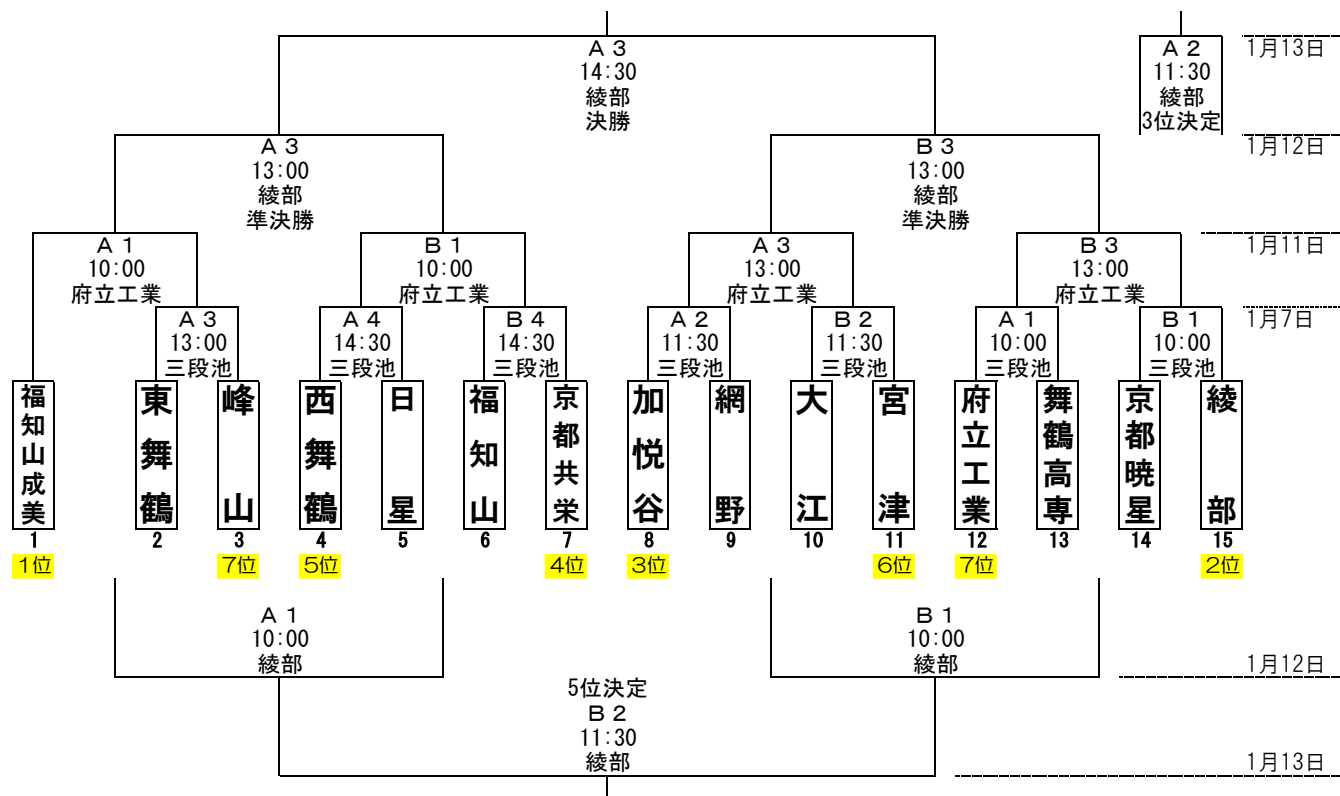 A3
14:30
綾部
決勝
A2
11:30
綾部
3位決定
1月13日
A3
13:00
綾部
準決勝
B3
13:00
綾部
準決勝
1月12日
A1
10:00
府立工業
B1
10:00
府立工業
A3
13:00
府立工業
B3
13:00
府立工業
1月11日
A3
13:00
三段池
A4
14:30
三段池
B4
14:30
三段池
A2
11:30
三段池
B2
11:30
三段池
A1
10:00
三段池
B1
10:00
三段池
1月7日
福知山成美
東舞鶴
峰山
西舞鶴
日星
福知山
京都共栄
加悦谷
網野
大江
宮津
府立工業
舞鶴高専
京都暁星
綾部
1 2 3 4 5 6 7 8 9 10 11 12 13 14 15
1位 7位 5位 4位 3位 6位 7位 2位
A1
10:00
綾部
B1
10:00
綾部
1月12日
5位決定
B2
11:30
綾部
1月13日